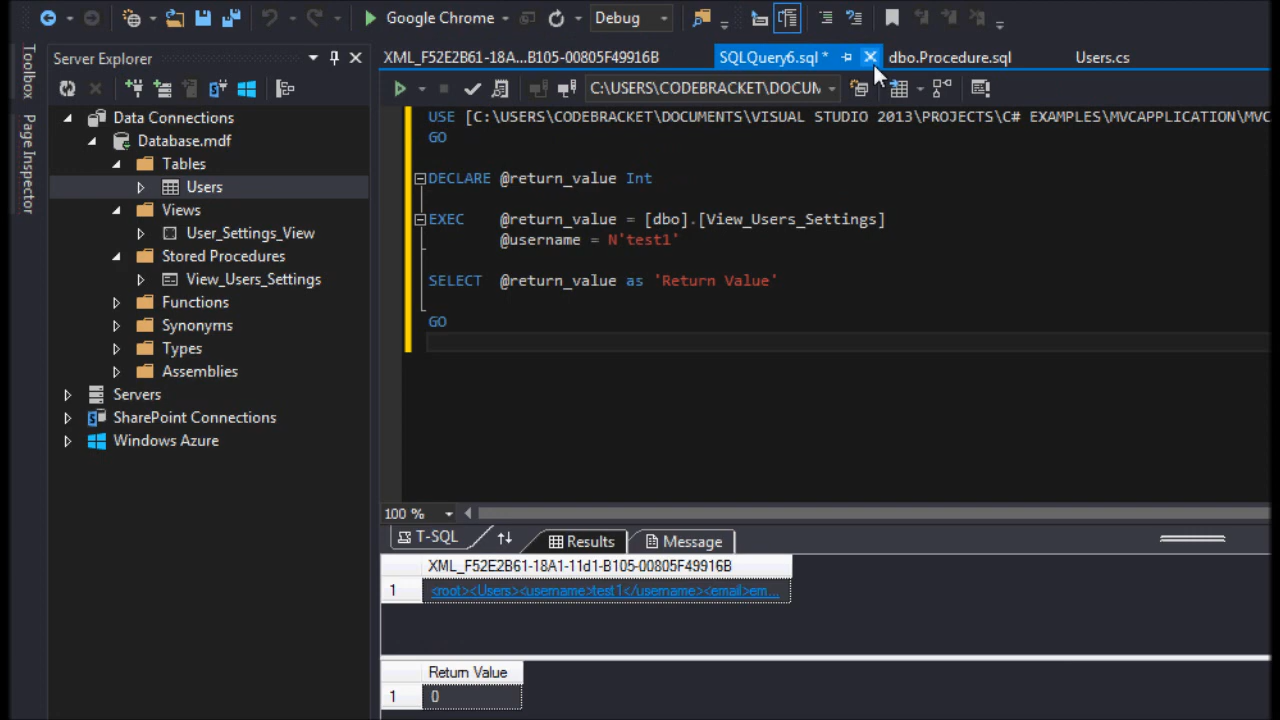 Google Chrome
Debug
Toolbox
Page Inspector
Server Explorer
Data Connections
Database.mdf
Tables
Users
Views
User_Settings_View
Stored Procedures
View_Users_Settings
Functions
Synonyms
Types
Assemblies
Servers
SharePoint Connections
Windows Azure
XML_F52E2B61-18A...B105-00805F49916B
SQLQuery6.sql *
dbo.Procedure.sql
Users.cs
C:\USERS\CODEBRACKET\DOCUM
USE [C:\USERS\CODEBRACKET\DOCUMENTS\VISUAL STUDIO 2013\PROJECTS\C# EXAMPLES\MVCAPPLICATION\MVC
GO
DECLARE @return_value Int
EXEC @return_value = [dbo].[View_Users_Settings]
@username = N'test1'
SELECT @return_value as 'Return Value'
GO
100 %
T-SQL
Results
Message
XML_F52E2B61-18A1-11d1-B105-00805F49916B
1 <root><Users><username>test1</username><email>em...
Return Value
1 0